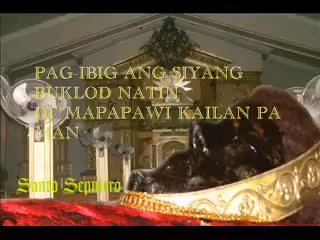 PAG-IBIG ANG SIYANG
BUKLOD NATIN
DI MAPAPAWI KAILAN PA
MAN
Santo Sepulcro